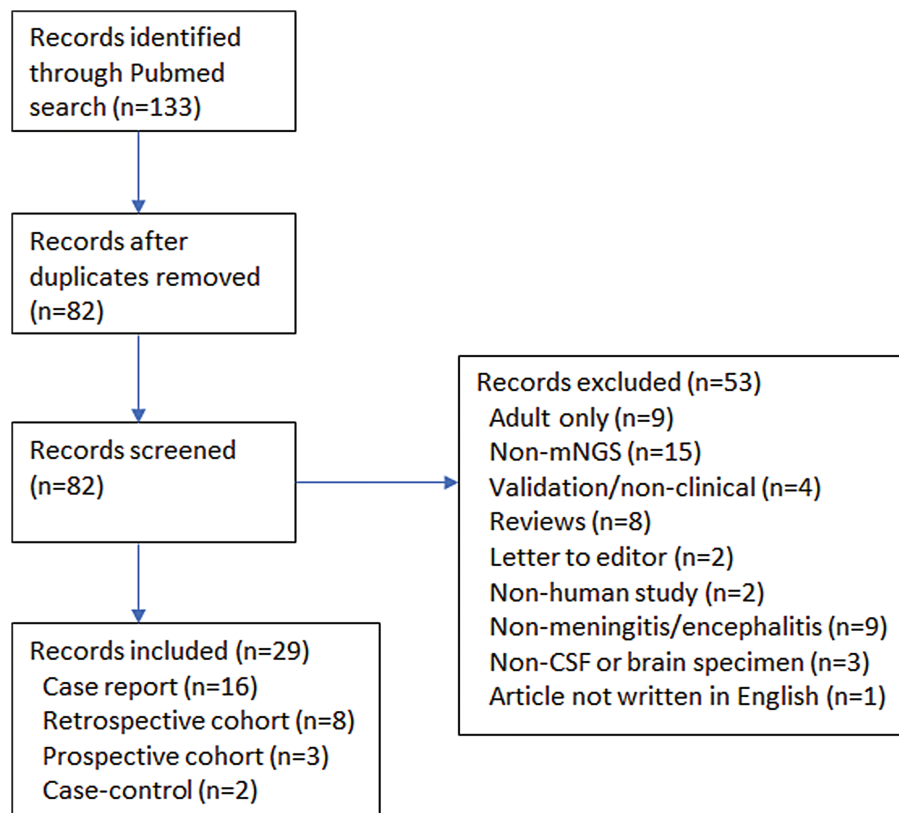 Records identified
through Pubmed
search (n=133)
Records after
duplicates removed
(n=82)
Records screened
(n=82)
Records excluded (n=53)
Adult only (n=9)
Non-mNGS (n=15)
Validation/non-clinical (n=4)
Reviews (n=8)
Letter to editor (n=2)
Non-human study (n=2)
Non-meningitis/encephalitis (n=9)
Non-CSF or brain specimen (n=3)
Article not written in English (n=1)
Records included (n=29)
Case report (n=16)
Retrospective cohort (n=8)
Prospective cohort (n=3)
Case-control (n=2)